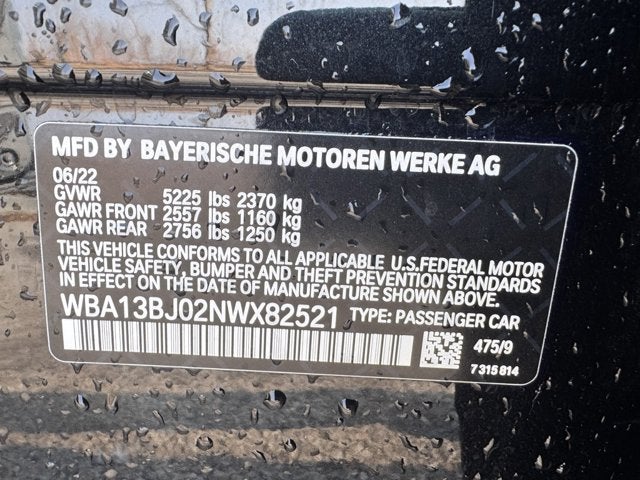 MFD BY BAYERISCHE MOTOREN WERKE AG
06/22
GVWR 5225 lbs 2370 kg
GAWR FRONT 2557 lbs 1160 kg
GAWR REAR 2756 lbs 1250 kg
THIS VEHICLE CONFORMS TO ALL APPLICABLE U.S.FEDERAL MOTOR
VEHICLE SAFETY, BUMPER AND THEFT PREVENTION STANDARDS
IN EFFECT ON THE DATE OF MANUFACTURE SHOWN ABOVE.
WBA13BJ02NWX82521 TYPE: PASSENGER CAR
475/9
7 315 814